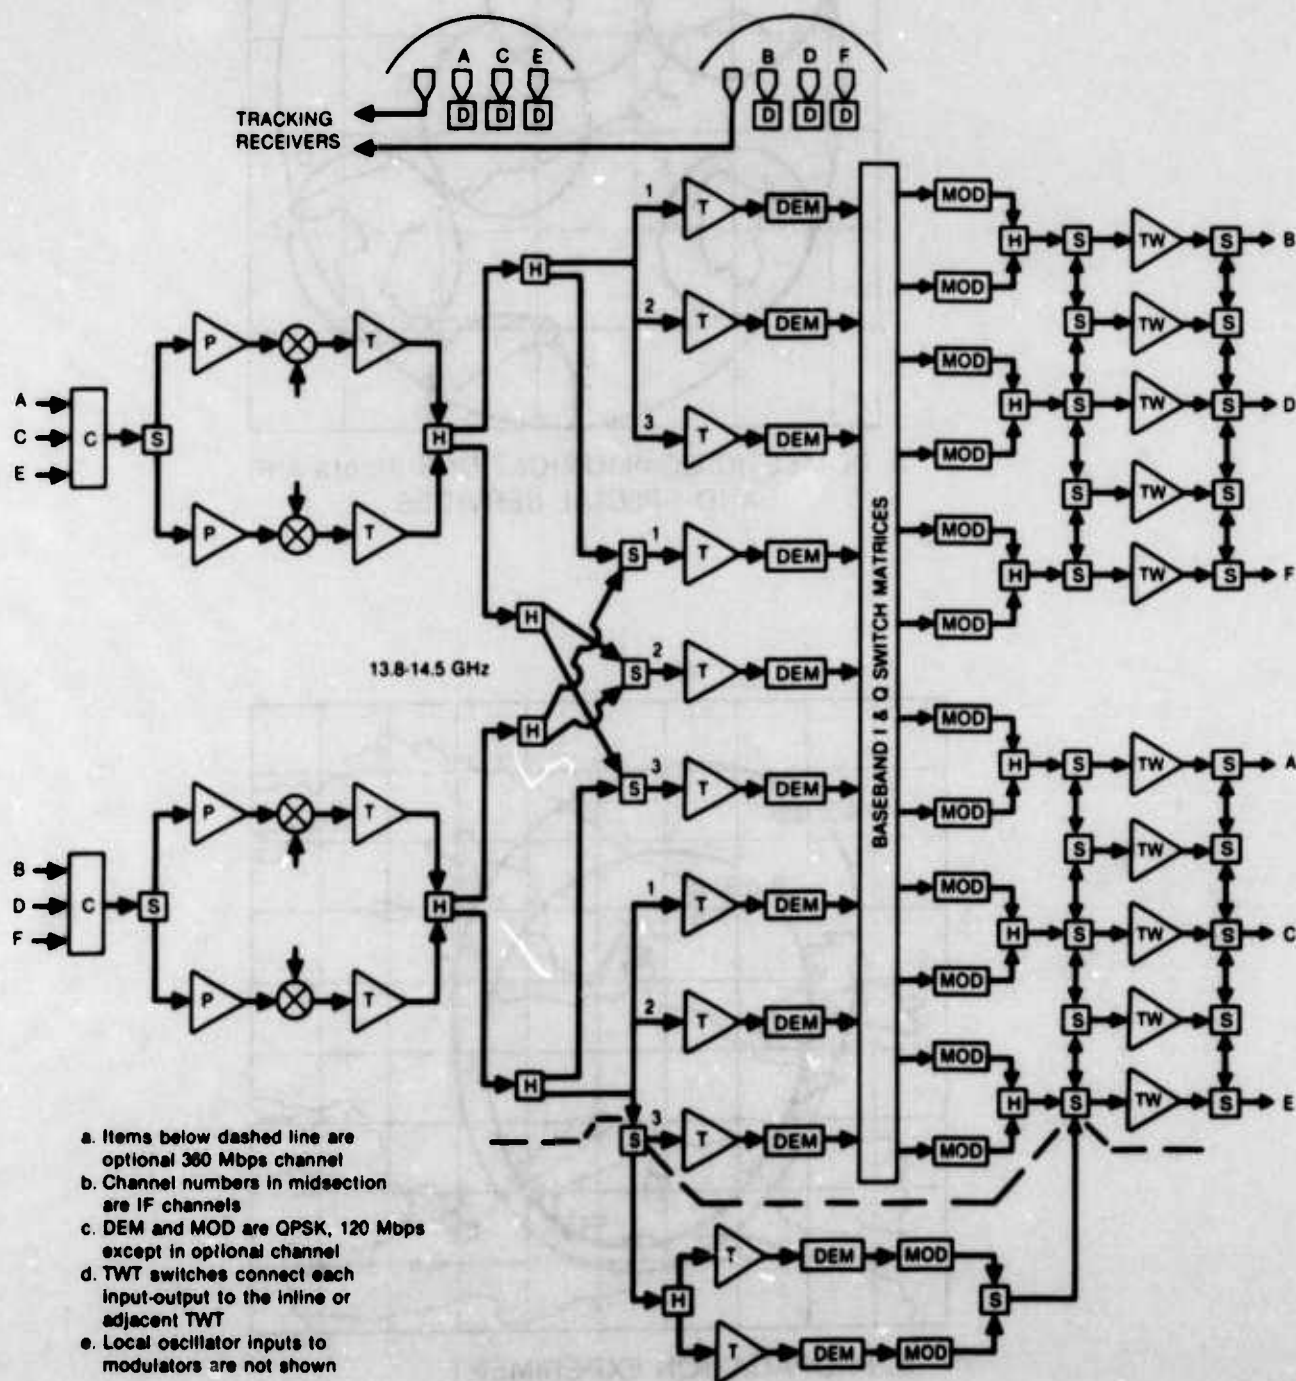 A C E
B D F
D D D
D D D
TRACKING
RECEIVERS
1 T DEM
MOD
H S TW S B
MOD
H
2 T DEM
S TW S
P T
MOD
A
C
E
C
S
H
H S TW S D
3 T DEM
MOD
S TW S
P T
MOD
S 1 T DEM
H S TW S F
H
MOD
13.8-14.5 GHz
S 2 T DEM
BASEBAND I & Q SWITCH MATRICES
MOD
H
H S TW S A
S 3 T DEM
MOD
P T
S TW S
B
D
F
C
S
H
1 T DEM
MOD
H S TW S C
MOD
P T
2 T DEM
S TW S
MOD
H
H S TW S E
S 3 T DEM
MOD
a. Items below dashed line are
optional 360 Mbps channel
b. Channel numbers in midsection
are IF channels
c. DEM and MOD are QPSK, 120 Mbps
except in optional channel
d. TWT switches connect each
input-output to the inline or
adjacent TWT
e. Local oscillator inputs to
modulators are not shown
T DEM MOD
H
S
T DEM MOD